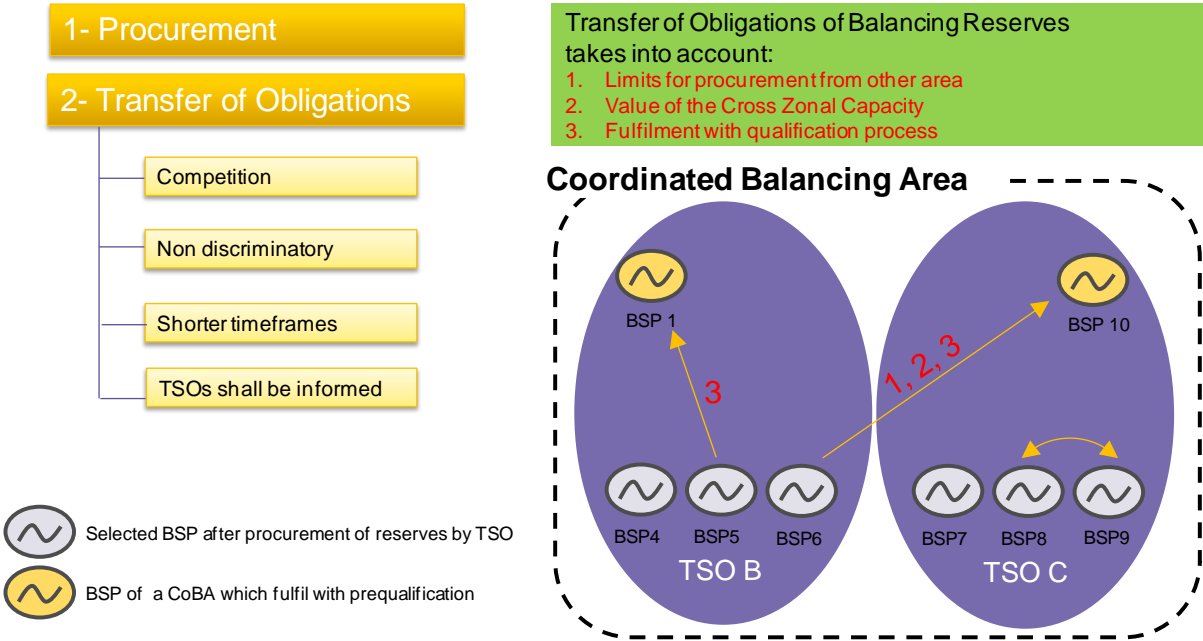 1- Procurement
2- Transfer of Obligations
Competition
Non discriminatory
Shorter timeframes
TSOs shall be informed
Selected BSP after procurement of reserves by TSO
BSP of a CoBA which fulfil with prequalification
Transfer of Obligations of Balancing Reserves
takes into account:
1. Limits for procurement from other area
2. Value of the Cross Zonal Capacity
3. Fulfilment with qualification process
Coordinated Balancing Area
BSP 1
BSP 10
3
1, 2, 3
BSP4
BSP5
BSP6
BSP7
BSP8
BSP9
TSO B
TSO C